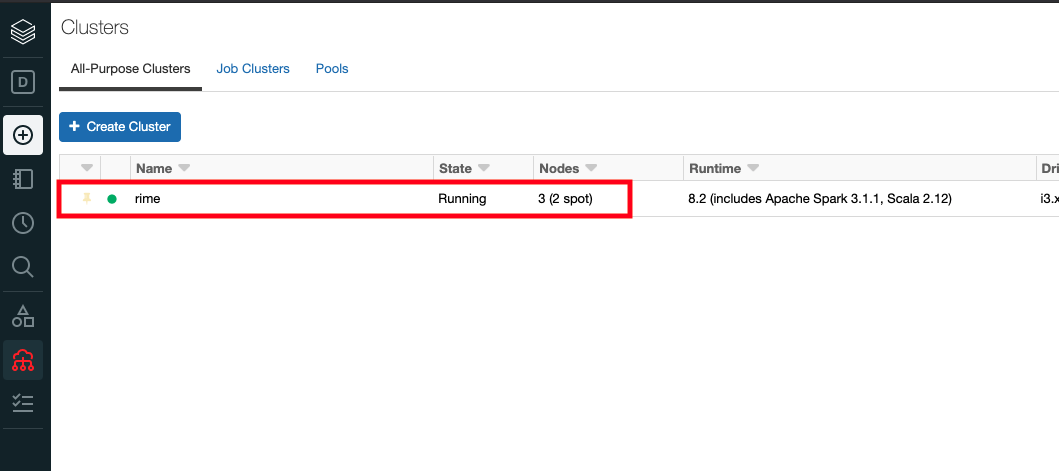 Clusters
All-Purpose Clusters Job Clusters Pools
D
+ Create Cluster
Name State Nodes Runtime Dri
rime Running 3 (2 spot) 8.2 (includes Apache Spark 3.1.1, Scala 2.12) i3.x